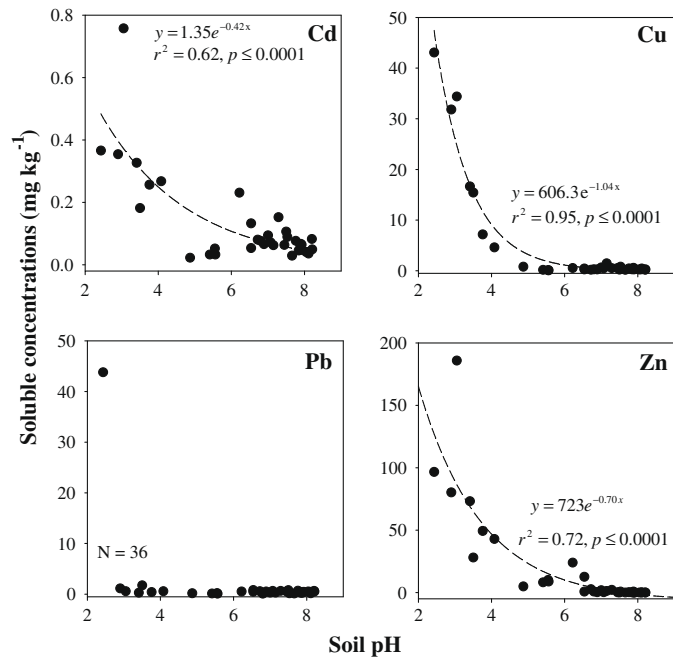 Soluble concentrations (mg kg⁻¹)
0.8
0.6
0.4
0.2
0.0
2 4 6 8
y = 1.35e⁻⁰·⁴²ˣ
r² = 0.62, p ≤ 0.0001
Cd
50
40
30
20
10
0
2 4 6 8
Cu
y = 606.3e⁻¹·⁰⁴ˣ
r² = 0.95, p ≤ 0.0001
50
40
30
20
10
0
2 4 6 8
Pb
N = 36
200
150
100
50
0
2 4 6 8
Zn
y = 723e⁻⁰·⁷⁰ˣ
r² = 0.72, p ≤ 0.0001
Soil pH